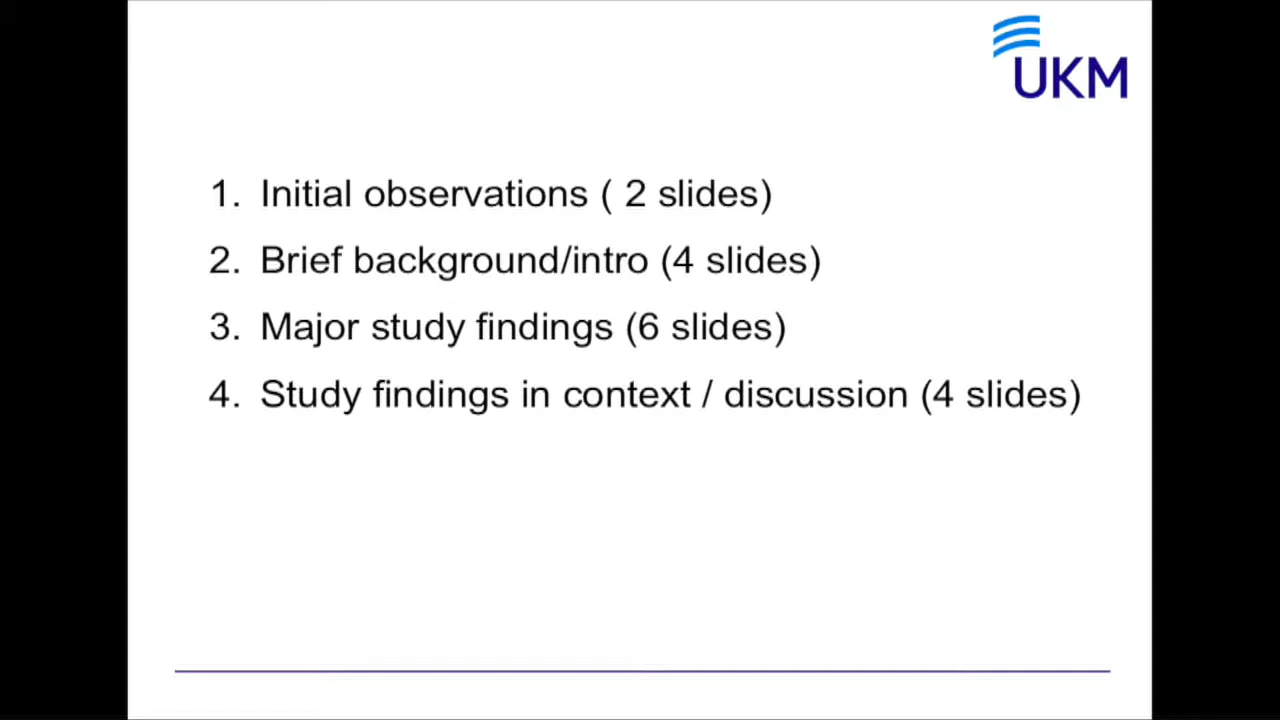 UKM
1. Initial observations ( 2 slides)
2. Brief background/intro (4 slides)
3. Major study findings (6 slides)
4. Study findings in context / discussion (4 slides)